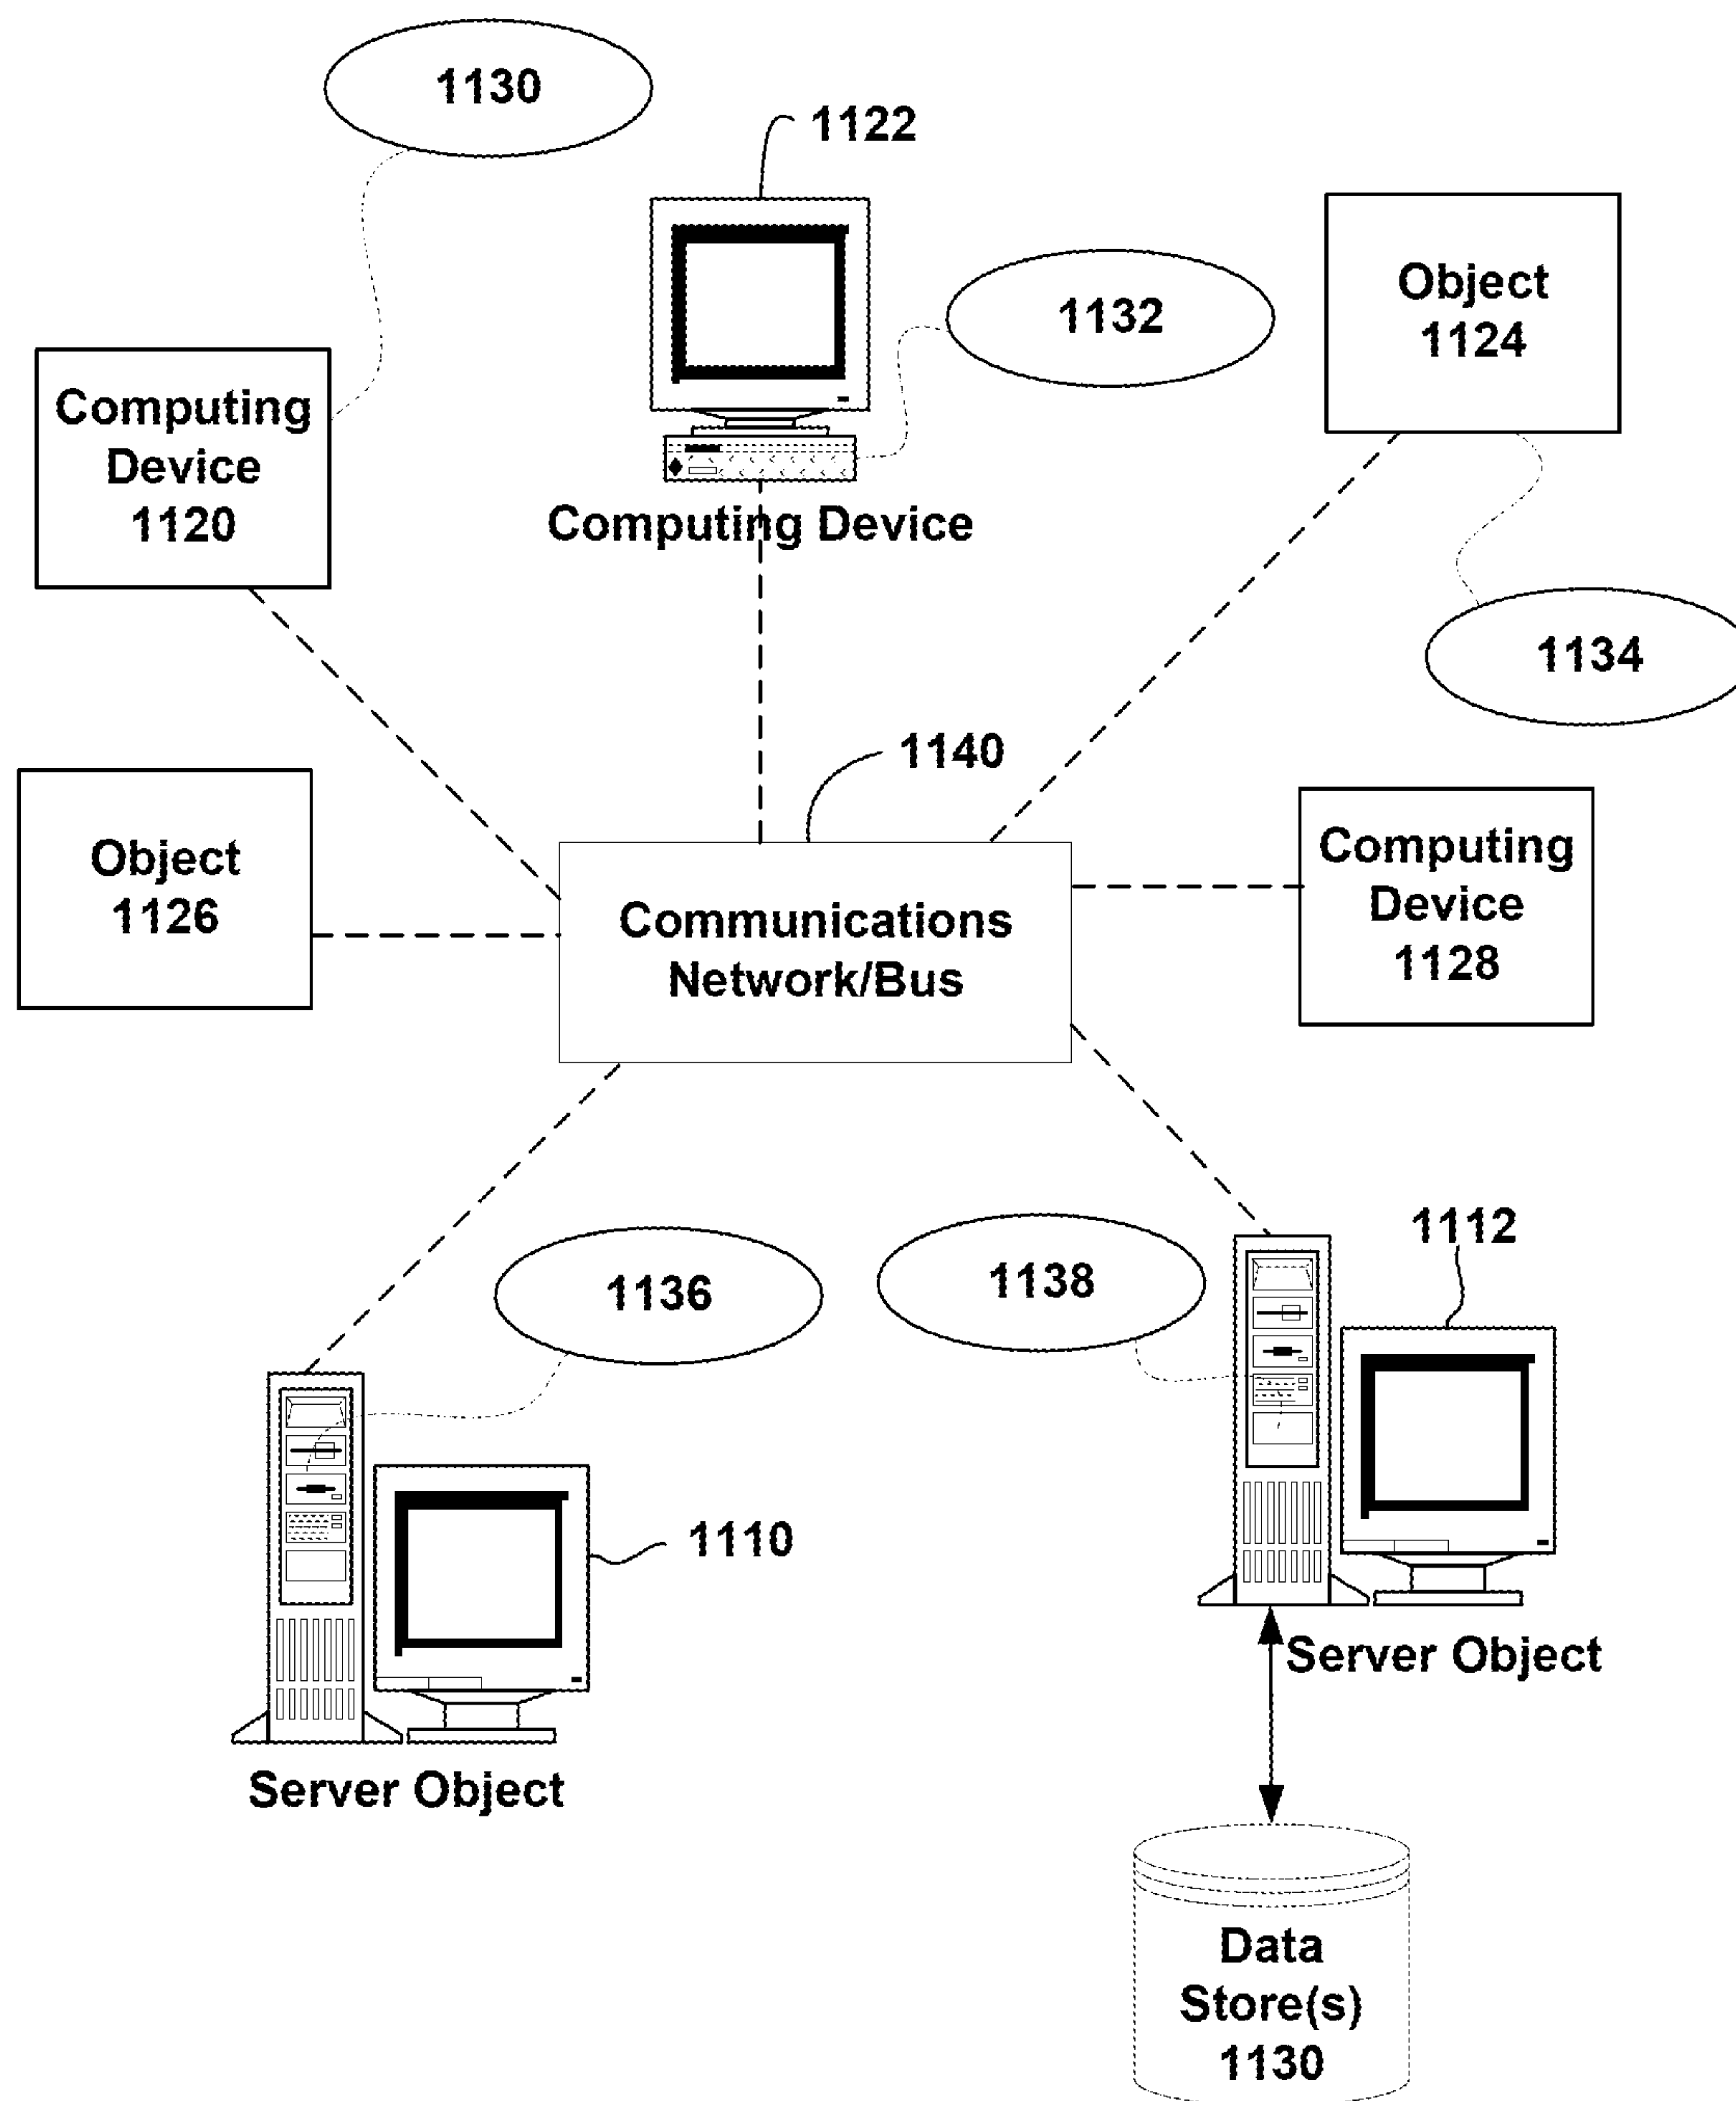 1130
1122
1132
Object
1124
Computing
Device
1120
Computing Device
1134
1140
Object
1126
Communications
Network/Bus
Computing
Device
1128
1136
1138
1112
1110
Server Object
Server Object
Data
Store(s)
1130